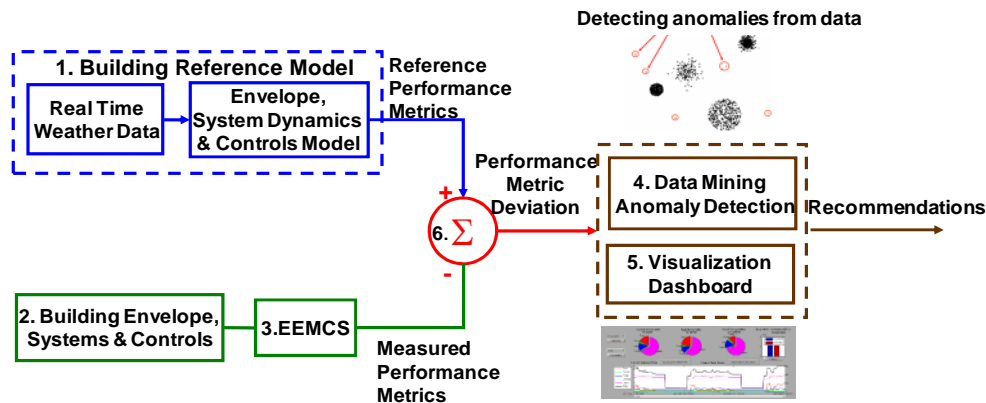 Detecting anomalies from data
1. Building Reference Model
Real Time
Weather Data
Envelope,
System Dynamics
& Controls Model
Reference
Performance
Metrics
+
6. Σ
-
Performance
Metric
Deviation
4. Data Mining
Anomaly Detection
5. Visualization
Dashboard
Recommendations
2. Building Envelope,
Systems & Controls
3.EEMCS
Measured
Performance
Metrics